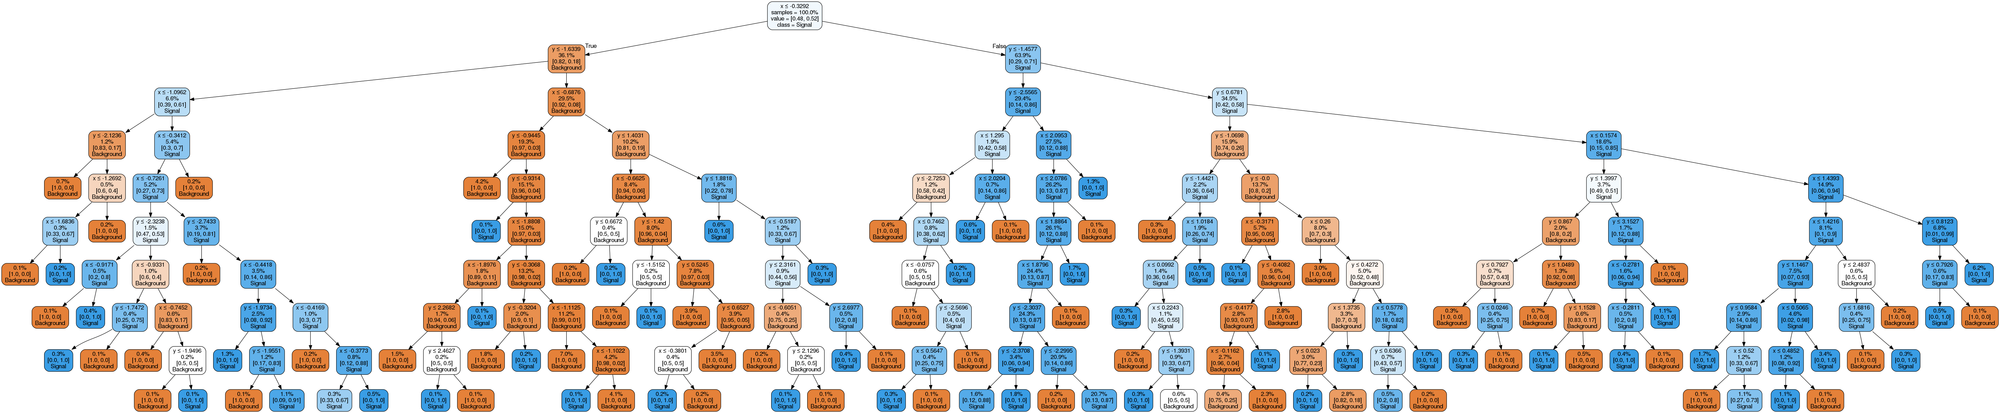 x ≤ -0.3292
samples = 100.0%
value = [0.48, 0.52]
class = Signal
True
False
y ≤ -1.6339
36.1%
[0.82, 0.18]
Background
y ≤ -1.4577
63.9%
[0.29, 0.71]
Signal
x ≤ -1.0962
6.6%
[0.39, 0.61]
Signal
x ≤ -0.6876
29.5%
[0.92, 0.08]
Background
y ≤ -2.5565
29.4%
[0.14, 0.86]
Signal
y ≤ 0.6781
34.5%
[0.42, 0.58]
Signal
y ≤ -2.1236
1.2%
[0.83, 0.17]
Background
x ≤ -0.3412
5.4%
[0.3, 0.7]
Signal
y ≤ -0.9445
19.3%
[0.97, 0.03]
Background
y ≤ 1.4031
10.2%
[0.81, 0.19]
Background
x ≤ 1.295
1.9%
[0.42, 0.58]
Signal
x ≤ 2.0953
27.5%
[0.12, 0.88]
Signal
y ≤ -1.0698
15.9%
[0.74, 0.26]
Background
x ≤ 0.1574
18.6%
[0.15, 0.85]
Signal
0.7%
[1.0, 0.0]
Background
x ≤ -1.2692
0.5%
[0.6, 0.4]
Background
x ≤ -0.7261
5.2%
[0.27, 0.73]
Signal
0.2%
[1.0, 0.0]
Background
4.2%
[1.0, 0.0]
Background
y ≤ -0.9314
15.1%
[0.96, 0.04]
Background
x ≤ -0.6625
8.4%
[0.94, 0.06]
Background
y ≤ 1.8818
1.8%
[0.22, 0.78]
Signal
y ≤ -2.7253
1.2%
[0.58, 0.42]
Background
x ≤ 2.0204
0.7%
[0.14, 0.86]
Signal
x ≤ 2.0786
26.2%
[0.13, 0.87]
Signal
1.3%
[0.0, 1.0]
Signal
y ≤ -1.4421
2.2%
[0.36, 0.64]
Signal
y ≤ -0.0
13.7%
[0.8, 0.2]
Background
y ≤ 1.3997
3.7%
[0.49, 0.51]
Signal
x ≤ 1.4393
14.9%
[0.06, 0.94]
Signal
x ≤ -1.6836
0.3%
[0.33, 0.67]
Signal
0.2%
[1.0, 0.0]
Background
y ≤ -2.3238
1.5%
[0.47, 0.53]
Signal
y ≤ -2.7433
3.7%
[0.19, 0.81]
Signal
0.1%
[0.0, 1.0]
Signal
x ≤ -1.8808
15.0%
[0.97, 0.03]
Background
y ≤ 0.6672
0.4%
[0.5, 0.5]
Signal
y ≤ -1.42
8.0%
[0.96, 0.04]
Background
0.6%
[0.0, 1.0]
Signal
x ≤ -0.5187
1.2%
[0.33, 0.67]
Signal
0.4%
[1.0, 0.0]
Background
x ≤ 0.7462
0.8%
[0.38, 0.62]
Signal
0.6%
[0.0, 1.0]
Signal
0.1%
[1.0, 0.0]
Background
x ≤ 1.8864
26.1%
[0.12, 0.88]
Signal
0.1%
[1.0, 0.0]
Background
0.3%
[1.0, 0.0]
Background
x ≤ 1.0184
1.9%
[0.26, 0.74]
Signal
x ≤ -0.3171
5.7%
[0.95, 0.05]
Background
x ≤ 0.26
8.0%
[0.7, 0.3]
Background
y ≤ 0.867
2.0%
[0.8, 0.2]
Background
y ≤ 3.1527
1.7%
[0.12, 0.88]
Signal
x ≤ 1.4216
8.1%
[0.1, 0.9]
Signal
y ≤ 0.8123
6.8%
[0.01, 0.99]
Signal
0.1%
[1.0, 0.0]
Background
0.2%
[0.0, 1.0]
Signal
x ≤ -0.9171
0.5%
[0.2, 0.8]
Signal
x ≤ -0.9331
1.0%
[0.6, 0.4]
Background
0.2%
[1.0, 0.0]
Background
x ≤ -0.4418
3.5%
[0.14, 0.86]
Signal
x ≤ -1.8976
1.8%
[0.89, 0.11]
Background
x ≤ -0.3068
13.2%
[0.98, 0.02]
Background
0.2%
[1.0, 0.0]
Background
0.2%
[0.0, 1.0]
Signal
y ≤ -1.5152
0.2%
[0.5, 0.5]
Signal
y ≤ 0.5245
7.8%
[0.97, 0.03]
Background
y ≤ 2.3161
0.9%
[0.44, 0.56]
Signal
0.3%
[0.0, 1.0]
Signal
x ≤ -0.0757
0.6%
[0.5, 0.5]
Signal
0.2%
[0.0, 1.0]
Signal
x ≤ 1.8796
24.4%
[0.13, 0.87]
Signal
1.7%
[0.0, 1.0]
Signal
x ≤ 0.0992
1.4%
[0.36, 0.64]
Signal
0.5%
[0.0, 1.0]
Signal
0.1%
[0.0, 1.0]
Signal
y ≤ -0.4082
5.6%
[0.96, 0.04]
Background
3.0%
[1.0, 0.0]
Background
y ≤ 0.4272
5.0%
[0.52, 0.48]
Background
y ≤ 0.7927
0.7%
[0.57, 0.43]
Background
y ≤ 1.0489
1.3%
[0.92, 0.08]
Background
x ≤ -0.2781
1.6%
[0.06, 0.94]
Signal
0.1%
[1.0, 0.0]
Background
y ≤ 1.1467
7.5%
[0.07, 0.93]
Signal
y ≤ 2.4837
0.6%
[0.5, 0.5]
Signal
y ≤ 0.7926
0.6%
[0.17, 0.83]
Signal
6.2%
[0.0, 1.0]
Signal
0.1%
[1.0, 0.0]
Background
0.4%
[0.0, 1.0]
Signal
y ≤ -1.7472
0.4%
[0.25, 0.75]
Signal
x ≤ -0.7452
0.6%
[0.83, 0.17]
Background
y ≤ -1.9734
2.5%
[0.08, 0.92]
Signal
x ≤ -0.4169
1.0%
[0.3, 0.7]
Signal
y ≤ 2.2682
1.7%
[0.94, 0.06]
Background
0.1%
[0.0, 1.0]
Signal
y ≤ -0.3204
2.0%
[0.9, 0.1]
Background
x ≤ -1.1125
11.2%
[0.99, 0.01]
Background
0.1%
[1.0, 0.0]
Background
0.1%
[0.0, 1.0]
Signal
3.9%
[1.0, 0.0]
Background
y ≤ 0.6527
3.9%
[0.95, 0.05]
Background
x ≤ -0.6051
0.4%
[0.75, 0.25]
Background
y ≤ 2.6977
0.5%
[0.2, 0.8]
Signal
0.1%
[1.0, 0.0]
Background
y ≤ -2.5696
0.5%
[0.4, 0.6]
Signal
y ≤ -2.3037
24.3%
[0.13, 0.87]
Signal
0.1%
[1.0, 0.0]
Background
0.3%
[0.0, 1.0]
Signal
x ≤ 0.2243
1.1%
[0.45, 0.55]
Signal
y ≤ -0.4177
2.8%
[0.93, 0.07]
Background
2.8%
[1.0, 0.0]
Background
x ≤ 1.3735
3.3%
[0.7, 0.3]
Background
x ≤ 0.5778
1.7%
[0.18, 0.82]
Signal
0.3%
[1.0, 0.0]
Background
x ≤ 0.0246
0.4%
[0.25, 0.75]
Signal
0.7%
[1.0, 0.0]
Background
y ≤ 1.1528
0.6%
[0.83, 0.17]
Background
x ≤ -0.2811
0.5%
[0.2, 0.8]
Signal
1.1%
[0.0, 1.0]
Signal
y ≤ 0.9584
2.9%
[0.14, 0.86]
Signal
x ≤ 0.5065
4.6%
[0.02, 0.98]
Signal
x ≤ 1.6816
0.4%
[0.25, 0.75]
Signal
0.2%
[1.0, 0.0]
Background
0.5%
[0.0, 1.0]
Signal
0.1%
[1.0, 0.0]
Background
0.3%
[0.0, 1.0]
Signal
0.1%
[1.0, 0.0]
Background
0.4%
[1.0, 0.0]
Background
y ≤ -1.9496
0.2%
[0.5, 0.5]
Background
1.3%
[0.0, 1.0]
Signal
y ≤ -1.9551
1.2%
[0.17, 0.83]
Signal
0.2%
[1.0, 0.0]
Background
x ≤ -0.3773
0.8%
[0.12, 0.88]
Signal
1.5%
[1.0, 0.0]
Background
y ≤ 2.4627
0.2%
[0.5, 0.5]
Signal
1.8%
[1.0, 0.0]
Background
0.2%
[0.0, 1.0]
Signal
7.0%
[1.0, 0.0]
Background
x ≤ -1.1022
4.2%
[0.98, 0.02]
Background
x ≤ -0.3801
0.4%
[0.5, 0.5]
Signal
3.5%
[1.0, 0.0]
Background
0.2%
[1.0, 0.0]
Background
y ≤ 2.1296
0.2%
[0.5, 0.5]
Signal
0.4%
[0.0, 1.0]
Signal
0.1%
[1.0, 0.0]
Background
x ≤ 0.5647
0.4%
[0.25, 0.75]
Signal
0.1%
[1.0, 0.0]
Background
y ≤ -2.3706
3.4%
[0.06, 0.94]
Signal
y ≤ -2.2995
20.9%
[0.14, 0.86]
Signal
0.2%
[1.0, 0.0]
Background
y ≤ -1.3931
0.9%
[0.33, 0.67]
Signal
x ≤ -0.1162
2.7%
[0.96, 0.04]
Background
0.1%
[0.0, 1.0]
Signal
y ≤ 0.023
3.0%
[0.77, 0.23]
Background
0.3%
[0.0, 1.0]
Signal
y ≤ 0.6366
0.7%
[0.43, 0.57]
Signal
1.0%
[0.0, 1.0]
Signal
0.3%
[0.0, 1.0]
Signal
0.1%
[1.0, 0.0]
Background
0.1%
[0.0, 1.0]
Signal
0.5%
[1.0, 0.0]
Background
0.4%
[0.0, 1.0]
Signal
0.1%
[1.0, 0.0]
Background
1.7%
[0.0, 1.0]
Signal
x ≤ 0.52
1.2%
[0.33, 0.67]
Signal
x ≤ 0.4852
1.2%
[0.08, 0.92]
Signal
3.4%
[0.0, 1.0]
Signal
0.1%
[1.0, 0.0]
Background
0.3%
[0.0, 1.0]
Signal
0.1%
[1.0, 0.0]
Background
0.1%
[0.0, 1.0]
Signal
0.1%
[1.0, 0.0]
Background
1.1%
[0.09, 0.91]
Signal
0.3%
[0.33, 0.67]
Signal
0.5%
[0.0, 1.0]
Signal
0.1%
[0.0, 1.0]
Signal
0.1%
[1.0, 0.0]
Background
0.1%
[0.0, 1.0]
Signal
4.1%
[1.0, 0.0]
Background
0.2%
[0.0, 1.0]
Signal
0.2%
[1.0, 0.0]
Background
0.1%
[0.0, 1.0]
Signal
0.1%
[1.0, 0.0]
Background
0.3%
[0.0, 1.0]
Signal
0.1%
[1.0, 0.0]
Background
1.6%
[0.12, 0.88]
Signal
1.8%
[0.0, 1.0]
Signal
0.2%
[1.0, 0.0]
Background
20.7%
[0.13, 0.87]
Signal
0.3%
[0.0, 1.0]
Signal
0.6%
[0.5, 0.5]
Background
0.4%
[0.75, 0.25]
Background
2.3%
[1.0, 0.0]
Background
0.2%
[0.0, 1.0]
Signal
2.8%
[0.82, 0.18]
Background
0.5%
[0.2, 0.8]
Signal
0.2%
[1.0, 0.0]
Background
0.1%
[1.0, 0.0]
Background
1.1%
[0.27, 0.73]
Signal
1.1%
[0.0, 1.0]
Signal
0.1%
[1.0, 0.0]
Background